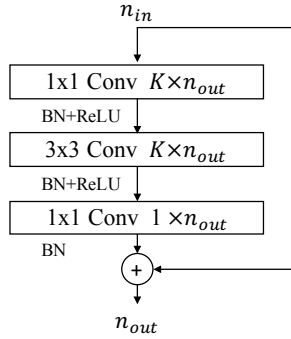 n_in
1x1 Conv K×n_out
BN+ReLU
3x3 Conv K×n_out
BN+ReLU
1x1 Conv 1×n_out
BN
+
n_out